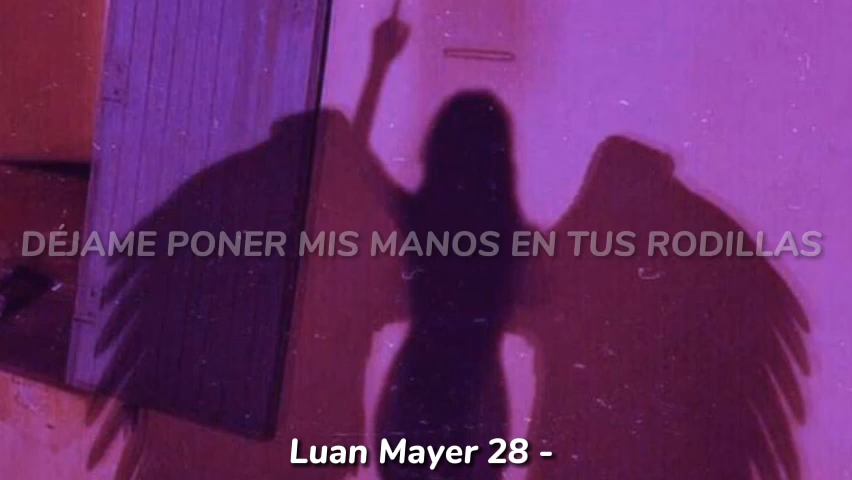 DÉJAME PONER MIS MANOS EN TUS RODILLAS
Luan Mayer 28 -